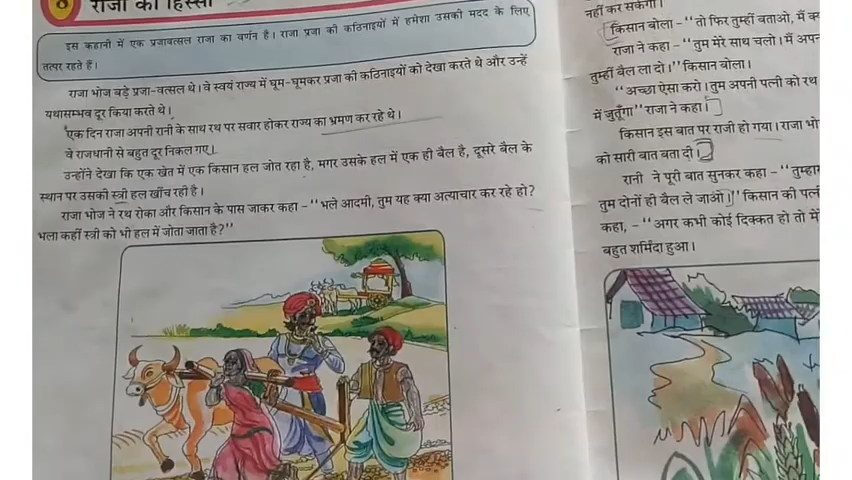 8 राजा का हिस्सा
इस कहानी में एक प्रजावत्सल राजा का वर्णन है। राजा प्रजा की कठिनाइयों में हमेशा उसकी मदद के लिए
तत्पर रहते हैं।
राजा भोज बड़े प्रजा-वत्सल थे। वे स्वयं राज्य में घूम-घूमकर प्रजा की कठिनाइयों को देखा करते थे और उन्हें
यथासम्भव दूर किया करते थे।
एक दिन राजा अपनी रानी के साथ रथ पर सवार होकर राज्य का भ्रमण कर रहे थे।
वे राजधानी से बहुत दूर निकल गए।
उन्होंने देखा कि एक खेत में एक किसान हल जोत रहा है, मगर उसके हल में एक ही बैल है, दूसरे बैल के
स्थान पर उसकी स्त्री हल खींच रही है।
राजा भोज ने रथ रोका और किसान के पास जाकर कहा - "भले आदमी, तुम यह क्या अत्याचार कर रहे हो?
भला कहीं स्त्री को भी हल में जोता जाता है?"
नहीं कर सकेगी।
किसान बोला - "तो फिर तुम्हीं बताओ, मैं
राजा ने कहा - "तुम मेरे साथ चलो। मैं
तुम्हीं बैल ला दो।" किसान बोला।
"अच्छा ऐसा करो। तुम अपनी पत्नी को रथ
में जुतूँगा" राजा ने कहा।
किसान इस बात पर राजी हो गया। राजा भो
को सारी बात बता दी।
रानी ने पूरी बात सुनकर कहा - "तुम्हा
तुम दोनों ही बैल ले जाओ।" किसान की
कहा, - "अगर कभी कोई दिक्कत हो तो
बहुत शर्मिंदा हुआ।